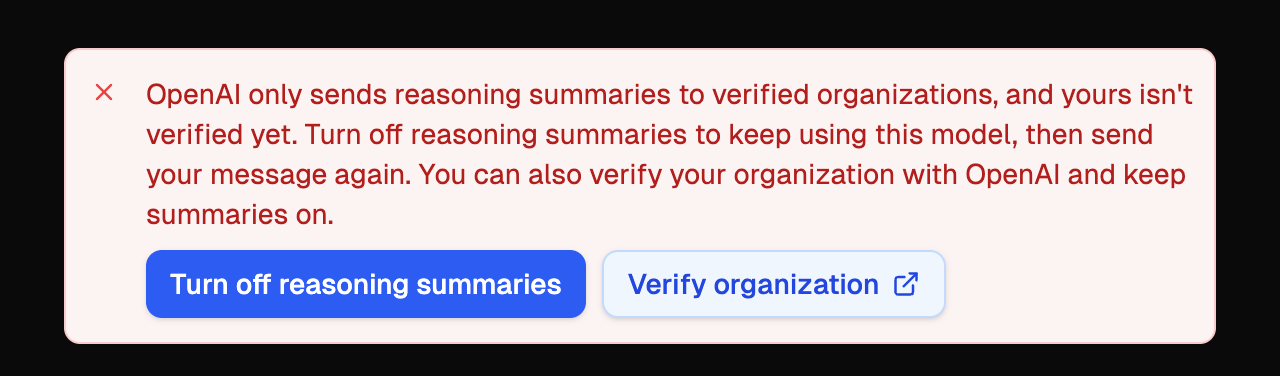 OpenAI only sends reasoning summaries to verified organizations, and yours isn't
verified yet. Turn off reasoning summaries to keep using this model, then send
your message again. You can also verify your organization with OpenAI and keep
summaries on.
Turn off reasoning summaries
Verify organization